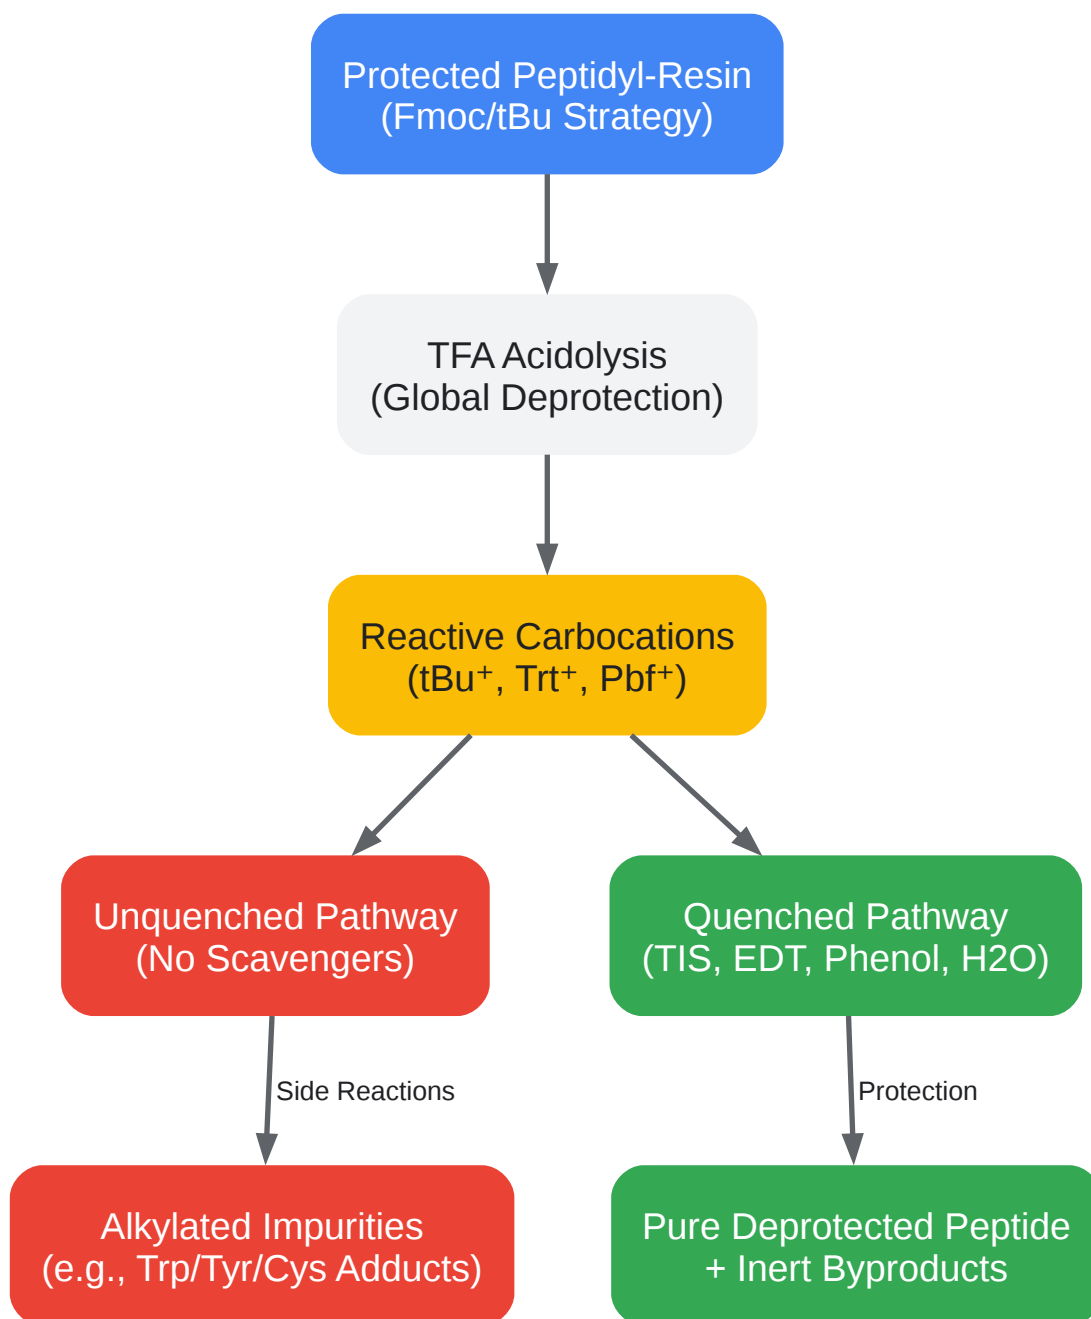 Protected Peptidyl-Resin
(Fmoc/tBu Strategy)
TFA Acidolysis
(Global Deprotection)
Reactive Carbocations
(tBu⁺, Trt⁺, Pbf⁺)
Unquenched Pathway
(No Scavengers)
Quenched Pathway
(TIS, EDT, Phenol, H2O)
Side Reactions
Protection
Alkylated Impurities
(e.g., Trp/Tyr/Cys Adducts)
Pure Deprotected Peptide
+ Inert Byproducts